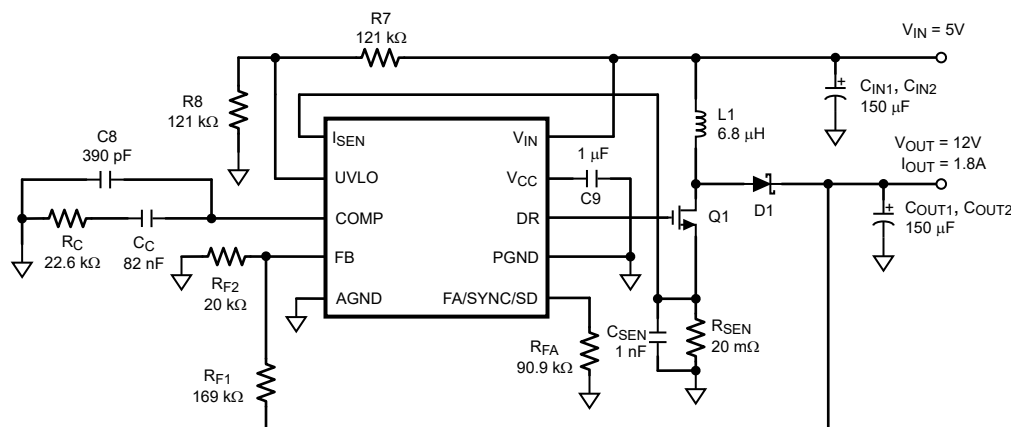 R7
121 kΩ
V_IN = 5V
R8
121 kΩ
C_IN1, C_IN2
150 μF
L1
6.8 μH
C8
390 pF
I_SEN
V_IN
1 μF
V_OUT = 12V
I_OUT = 1.8A
UVLO
V_CC
C9
D1
COMP
DR
Q1
C_OUT1, C_OUT2
150 μF
R_C
22.6 kΩ
C_C
82 nF
FB
PGND
R_F2
20 kΩ
AGND
FA/SYNC/SD
C_SEN
1 nF
R_SEN
20 mΩ
R_FA
90.9 kΩ
R_F1
169 kΩ